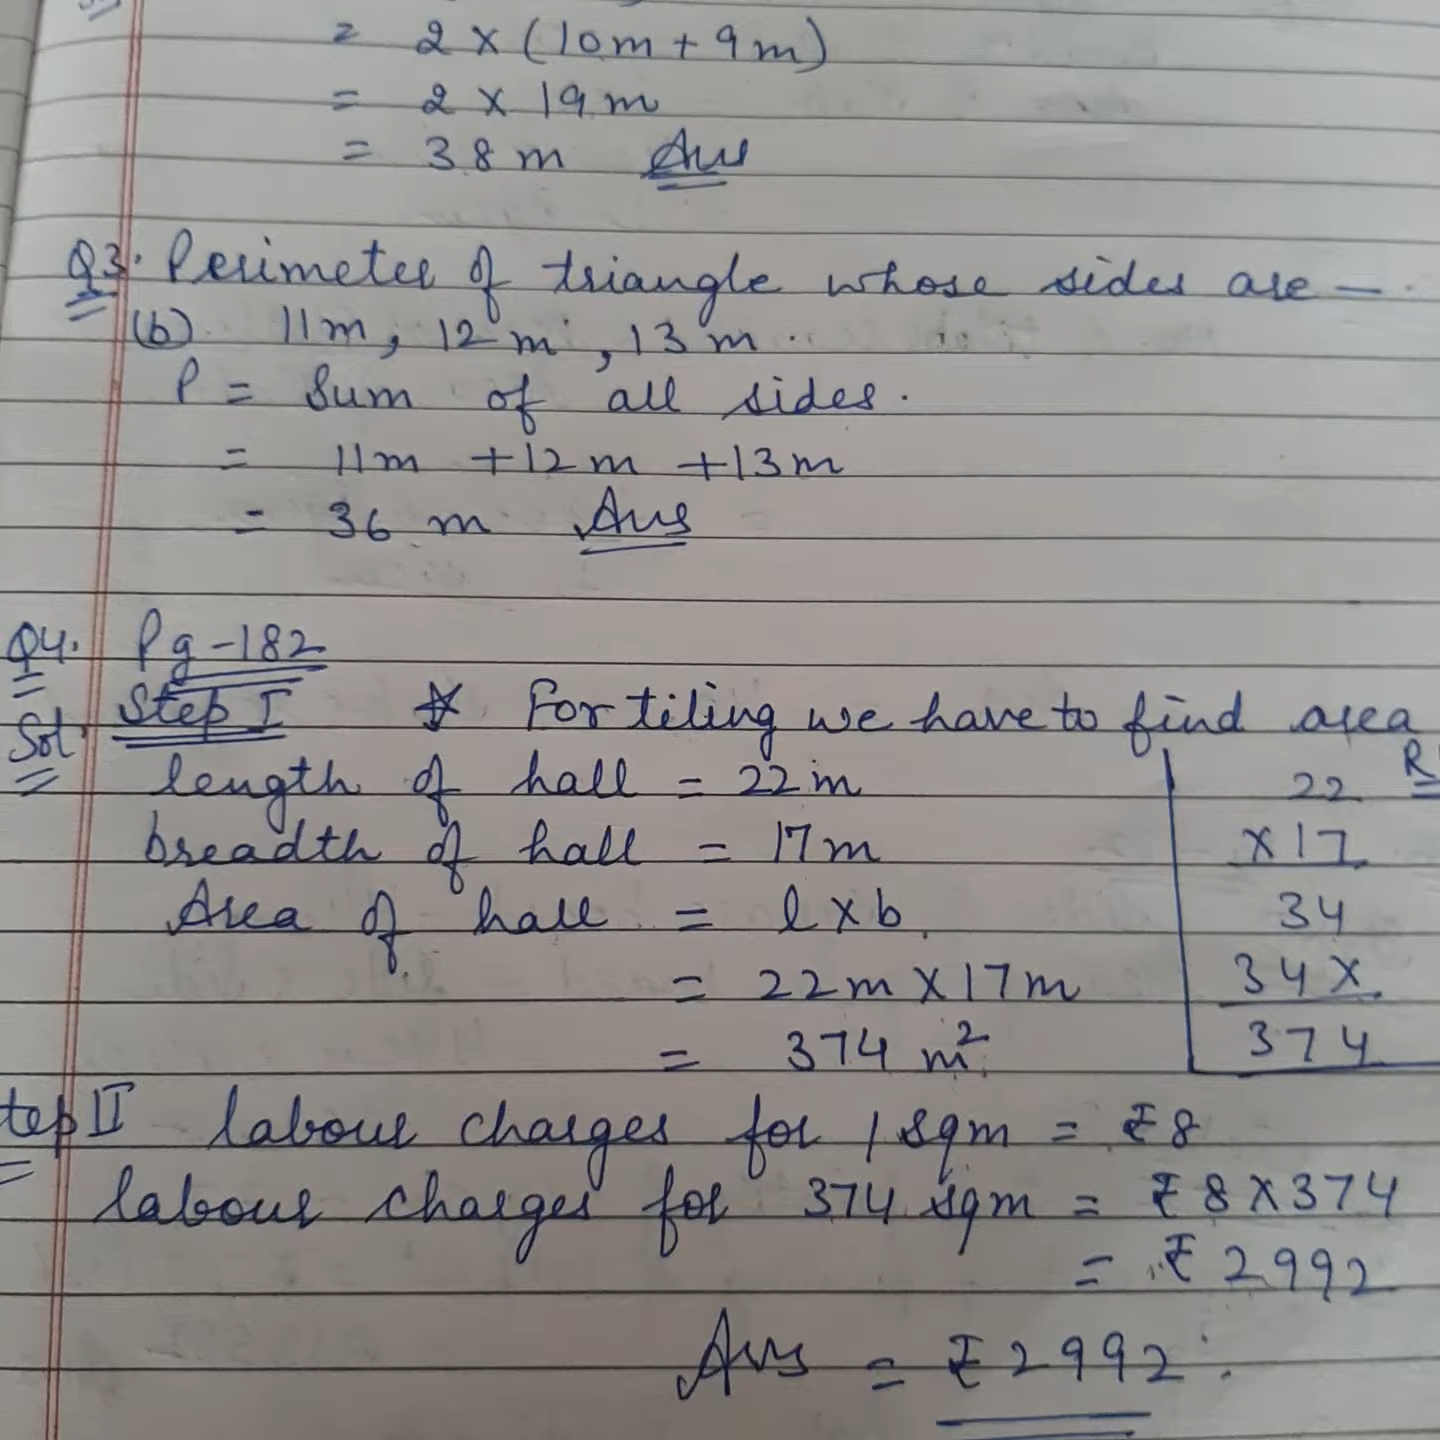 = 2 × (10m + 9m)
= 2 × 19m
= 38m Ans
Q3. Perimeter of triangle whose sides are –
(b) 11m, 12m, 13m
P = Sum of all sides.
= 11m + 12m + 13m
= 36 m Ans
Q4. Pg-182
Sol. Step I * For tiling we have to find area
length of hall = 22m
breadth of hall = 17m
Area of hall = l × b
= 22m × 17m
= 374 m²
22 R
×17
34
34×
374
tep II labour charges for 1 sqm = ₹8
labour charges for 374 sqm = ₹8×374
= ₹2992
Ans = ₹2992